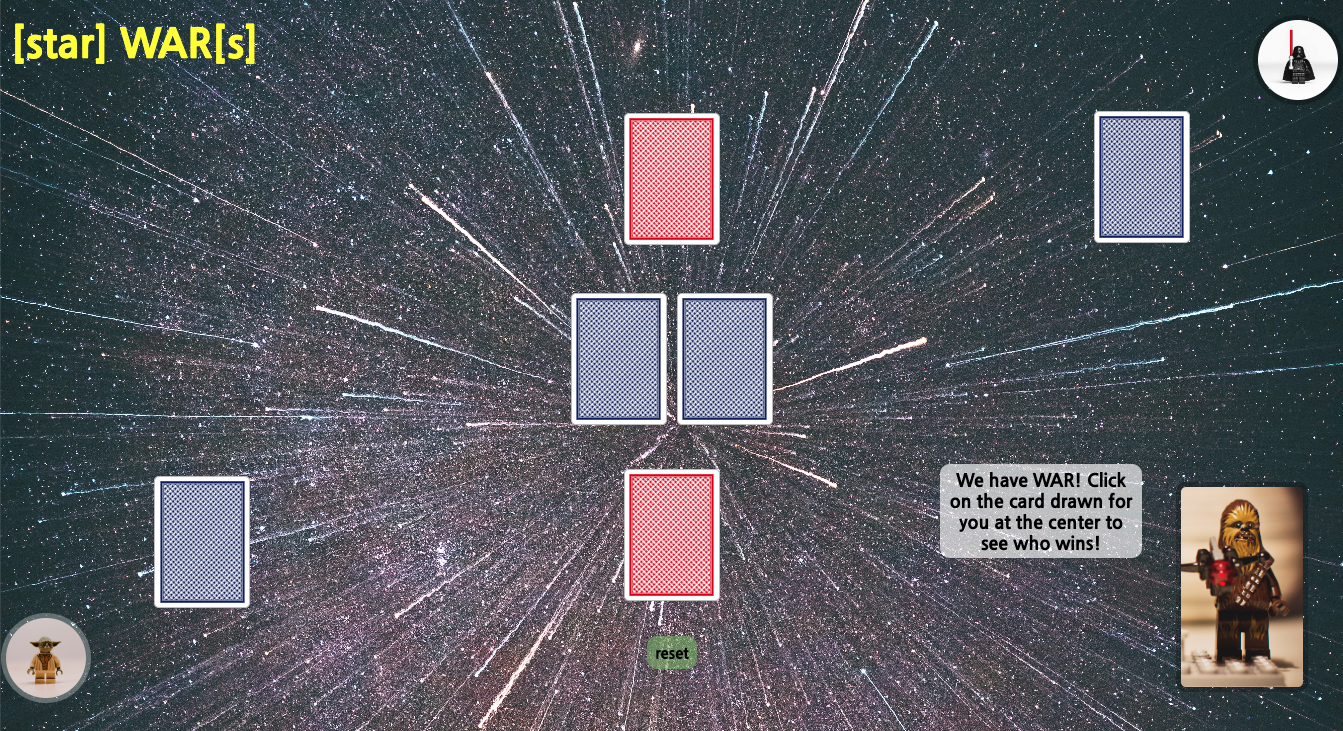 [star] WAR[s]
We have WAR! Click
on the card drawn for
you at the center to
see who wins!
reset